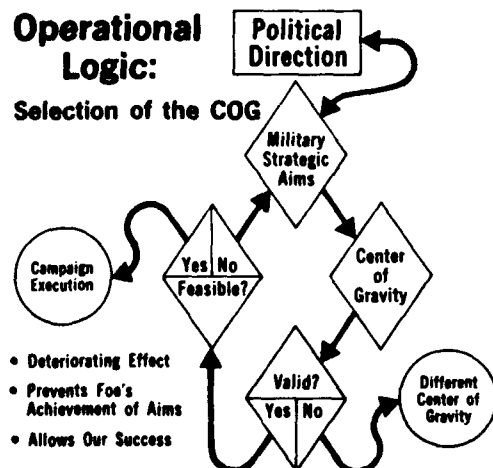 Operational
Logic:
Selection of the COG
Political
Direction
Military
Strategic
Aims
Center
of
Gravity
Yes No
Feasible?
Campaign
Execution
Valid?
Yes No
Different
Center of
Gravity
• Deteriorating Effect
• Prevents Foe's
Achievement of Aims
• Allows Our Success